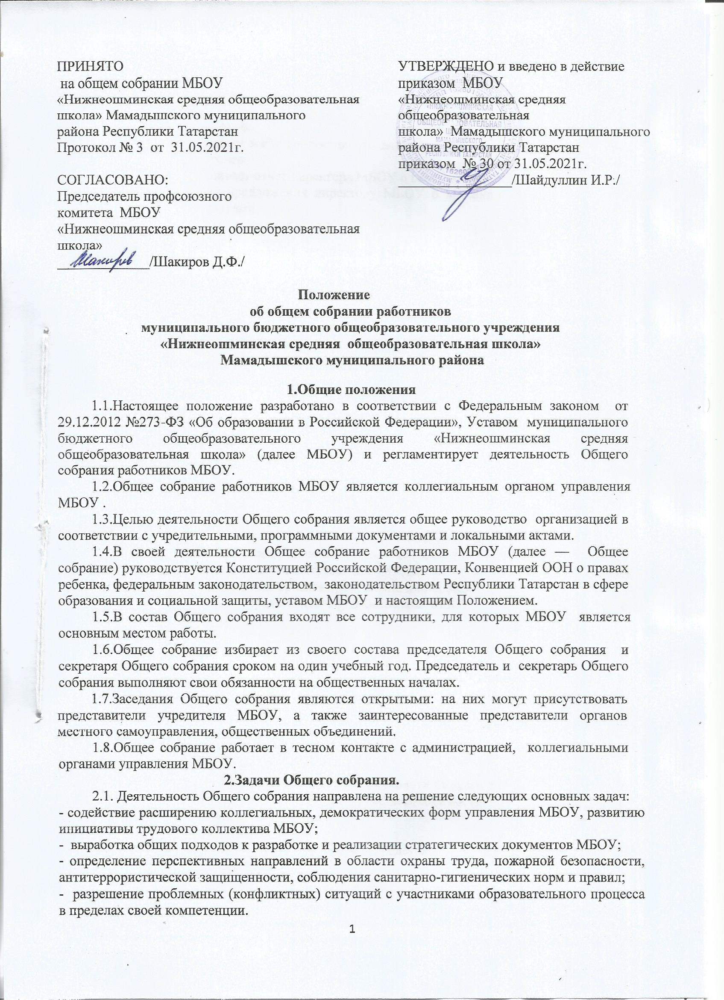 ПРИНЯТО
на общем собрании МБОУ
«Нижнеошминская средняя общеобразовательная
школа» Мамадышского муниципального
района Республики Татарстан
Протокол № 3 от 31.05.2021г.
СОГЛАСОВАНО:
Председатель профсоюзного
комитета МБОУ
«Нижнеошминская средняя общеобразовательная
школа»
Шакиров /Шакиров Д.Ф./
УТВЕРЖДЕНО и введено в действие
приказом МБОУ
«Нижнеошминская средняя
общеобразовательная
школа» Мамадышского муниципального
района Республики Татарстан
приказом № 30 от 31.05.2021г.
/Шайдуллин И.Р./
Положение
об общем собрании работников
муниципального бюджетного общеобразовательного учреждения
«Нижнеошминская средняя общеобразовательная школа»
Мамадышского муниципального района
1.Общие положения
1.1.Настоящее положение разработано в соответствии с Федеральным законом от
29.12.2012 №273-ФЗ «Об образовании в Российской Федерации», Уставом муниципального
бюджетного общеобразовательного учреждения «Нижнеошминская средняя
общеобразовательная школа» (далее МБОУ) и регламентирует деятельность Общего
собрания работников МБОУ.
1.2.Общее собрание работников МБОУ является коллегиальным органом управления
МБОУ .
1.3.Целью деятельности Общего собрания является общее руководство организацией в
соответствии с учредительными, программными документами и локальными актами.
1.4.В своей деятельности Общее собрание работников МБОУ (далее — Общее
собрание) руководствуется Конституцией Российской Федерации, Конвенцией ООН о правах
ребенка, федеральным законодательством, законодательством Республики Татарстан в сфере
образования и социальной защиты, уставом МБОУ и настоящим Положением.
1.5.В состав Общего собрания входят все сотрудники, для которых МБОУ является
основным местом работы.
1.6.Общее собрание избирает из своего состава председателя Общего собрания и
секретаря Общего собрания сроком на один учебный год. Председатель и секретарь Общего
собрания выполняют свои обязанности на общественных началах.
1.7.Заседания Общего собрания являются открытыми: на них могут присутствовать
представители учредителя МБОУ, а также заинтересованные представители органов
местного самоуправления, общественных объединений.
1.8.Общее собрание работает в тесном контакте с администрацией, коллегиальными
органами управления МБОУ.
2.Задачи Общего собрания.
2.1. Деятельность Общего собрания направлена на решение следующих основных задач:
- содействие расширению коллегиальных, демократических форм управления МБОУ, развитию
инициативы трудового коллектива МБОУ;
- выработка общих подходов к разработке и реализации стратегических документов МБОУ;
- определение перспективных направлений в области охраны труда, пожарной безопасности,
антитеррористической защищенности, соблюдения санитарно-гигиенических норм и правил;
- разрешение проблемных (конфликтных) ситуаций с участниками образовательного процесса
в пределах своей компетенции.
1